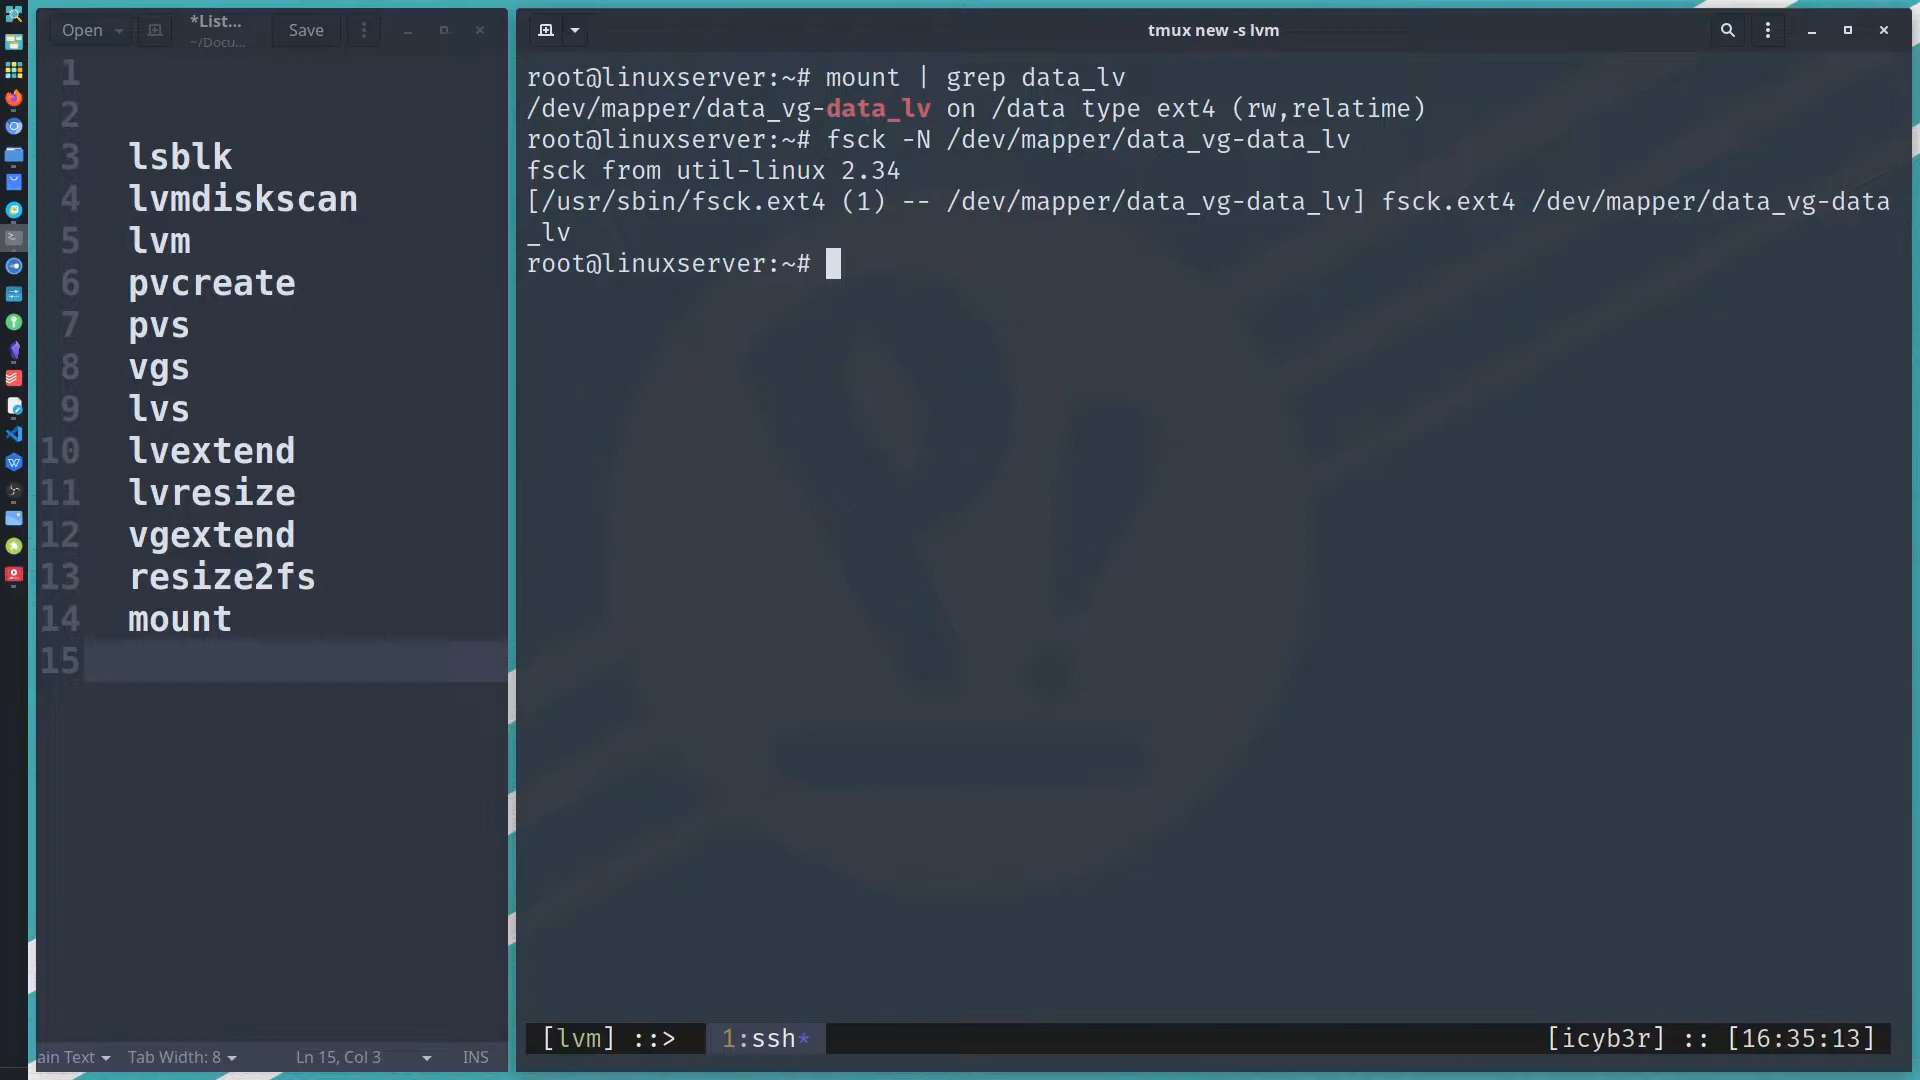 Open
*List...
~/Docu...
Save
1
2
3 lsblk
4 lvmdiskscan
5 lvm
6 pvcreate
7 pvs
8 vgs
9 lvs
10 lvextend
11 lvresize
12 vgextend
13 resize2fs
14 mount
15
ain Text
Tab Width: 8
Ln 15, Col 3
INS
tmux new -s lvm
root@linuxserver:~# mount | grep data_lv
/dev/mapper/data_vg-data_lv on /data type ext4 (rw,relatime)
root@linuxserver:~# fsck -N /dev/mapper/data_vg-data_lv
fsck from util-linux 2.34
[/usr/sbin/fsck.ext4 (1) -- /dev/mapper/data_vg-data_lv] fsck.ext4 /dev/mapper/data_vg-data
_lv
root@linuxserver:~#
[lvm] ::> 1:ssh* [icyb3r] :: [16:35:13]